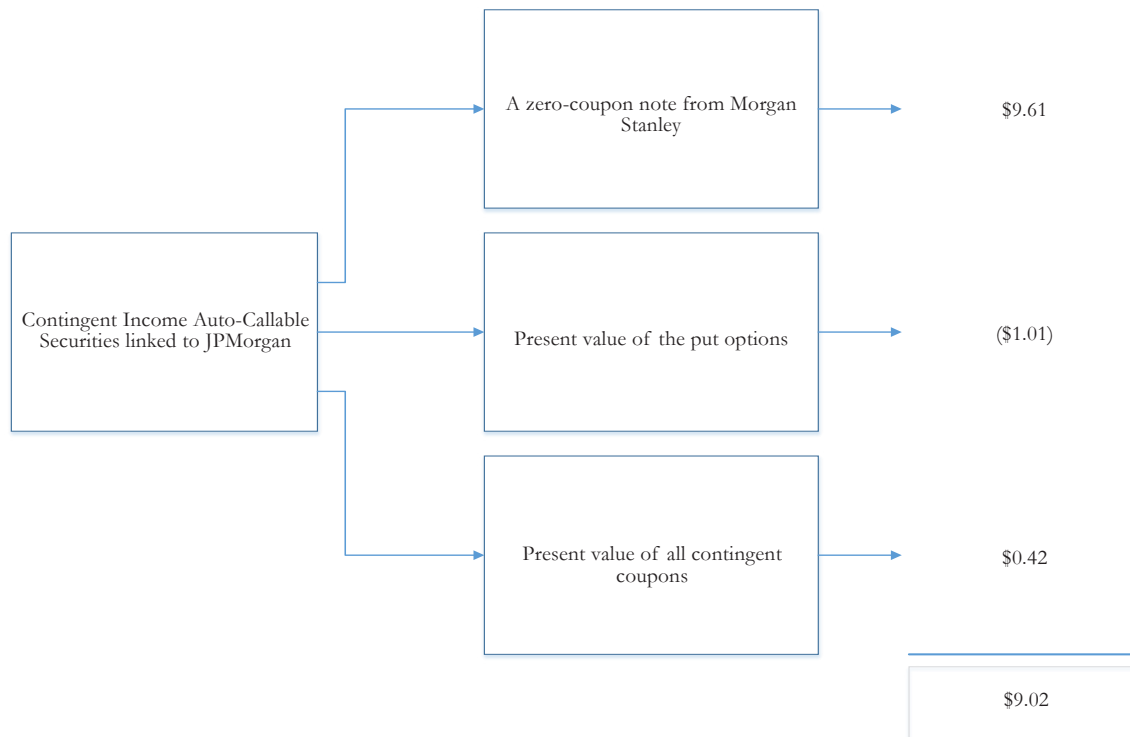 A zero-coupon note from Morgan
Stanley
$9.61
Contingent Income Auto-Callable
Securities linked to JPMorgan
Present value of the put options
($1.01)
Present value of all contingent
coupons
$0.42
$9.02